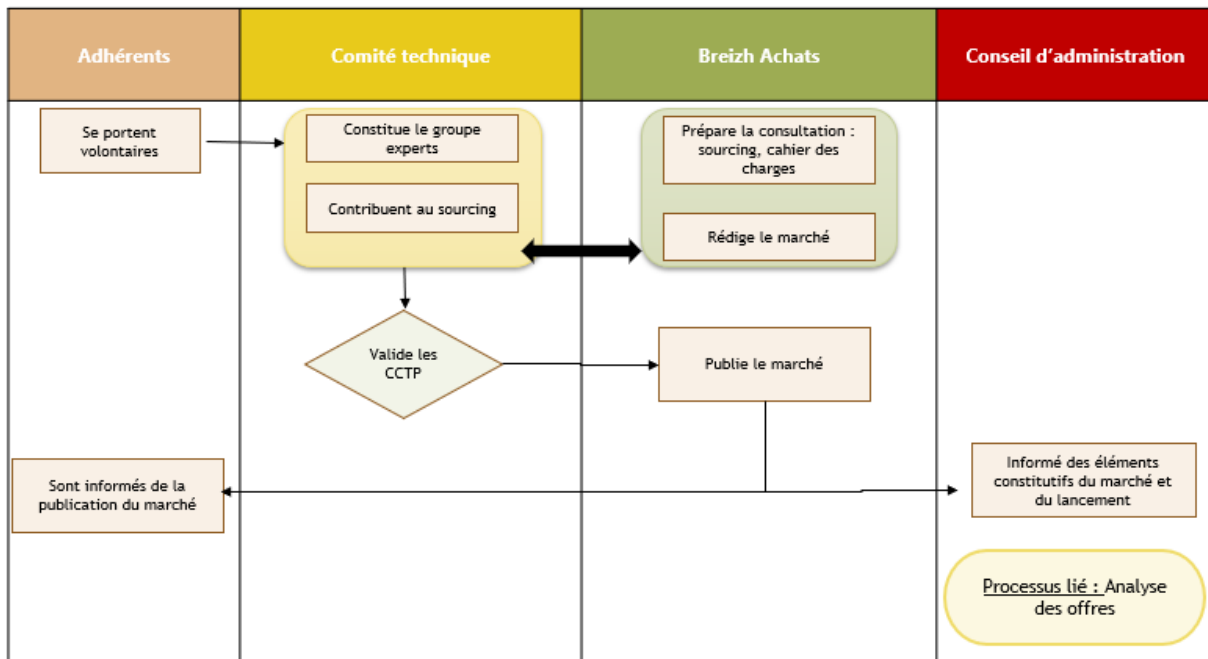 Adhérents
Comité technique
Breizh Achats
Conseil d'administration
Se portent
volontaires
Constitue le groupe
experts
Contribuent au sourcing
Prépare la consultation :
sourcing, cahier des
charges
Rédige le marché
Valide les
CCTP
Publie le marché
Sont informés de la
publication du marché
Informé des éléments
constitutifs du marché et
du lancement
Processus lié : Analyse
des offres